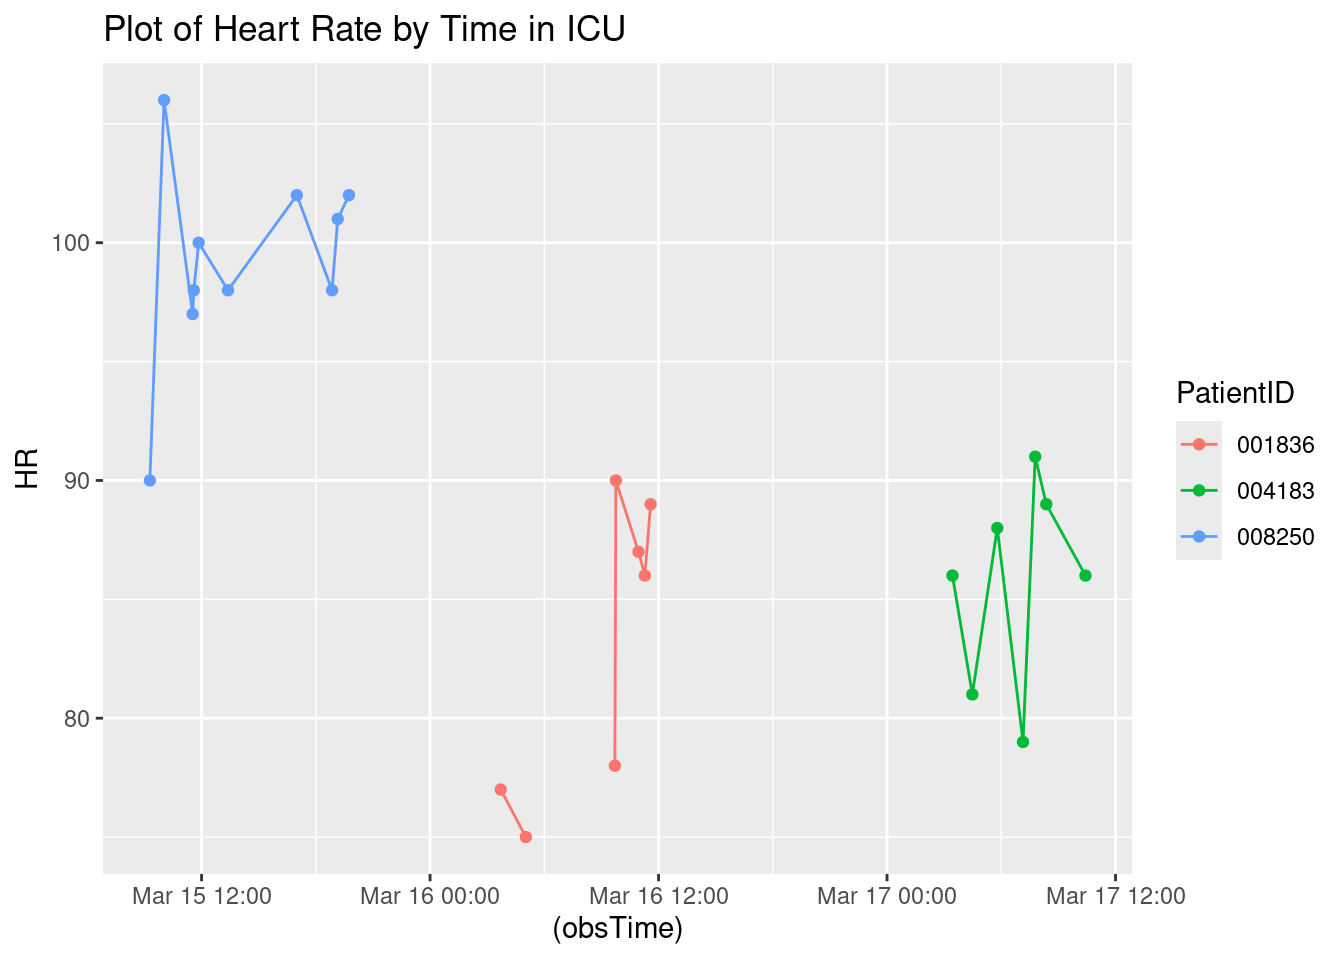 Plot of Heart Rate by Time in ICU
HR
100
90
80
Mar 15 12:00
Mar 16 00:00
Mar 16 12:00
Mar 17 00:00
Mar 17 12:00
(obsTime)
PatientID
001836
004183
008250